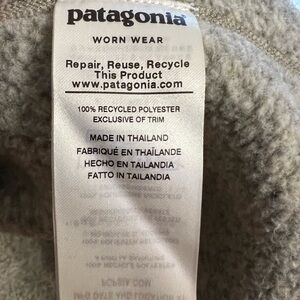 patagonia®
WORN WEAR
Repair, Reuse, Recycle
This Product
www.patagonia.com
100% RECYCLED POLYESTER
EXCLUSIVE OF TRIM
MADE IN THAILAND
FABRIQUÉ EN THAÏLANDE
HECHO EN TAILANDIA
FATTO IN TAILANDIA